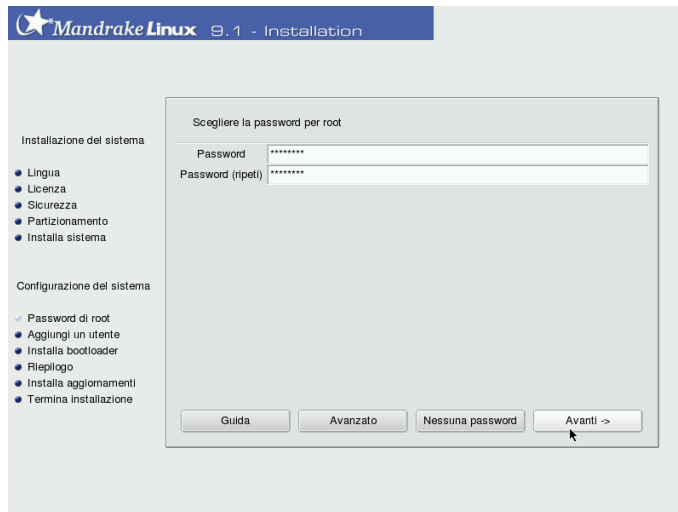 Mandrake Linux 9.1 - Installation
Installazione del sistema
Lingua
Licenza
Sicurezza
Partizionamento
Installa sistema
Configurazione del sistema
Password di root
Aggiungi un utente
Installa bootloader
Riepilogo
Installa aggiornamenti
Termina installazione
Scegliere la password per root
Password ********
Password (ripeti) ********
Guida Avanzato Nessuna password Avanti ->